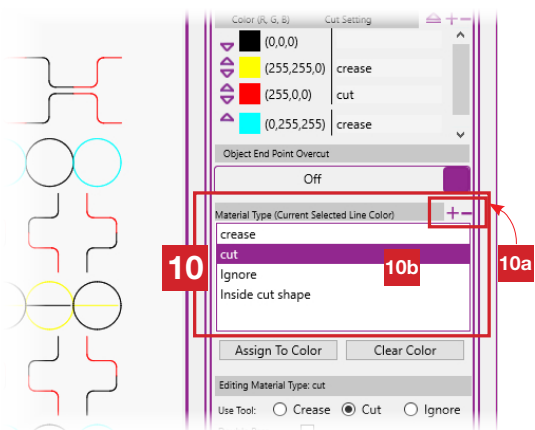 Color (R, G, B) Cut Setting
(0,0,0)
(255,255,0) crease
(255,0,0) cut
(0,255,255) crease
Object End Point Overcut
Off
Material Type (Current Selected Line Color)
crease
cut
Ignore
Inside cut shape
10
10b
10a
Assign To Color Clear Color
Editing Material Type: cut
Use Tool: Crease Cut Ignore